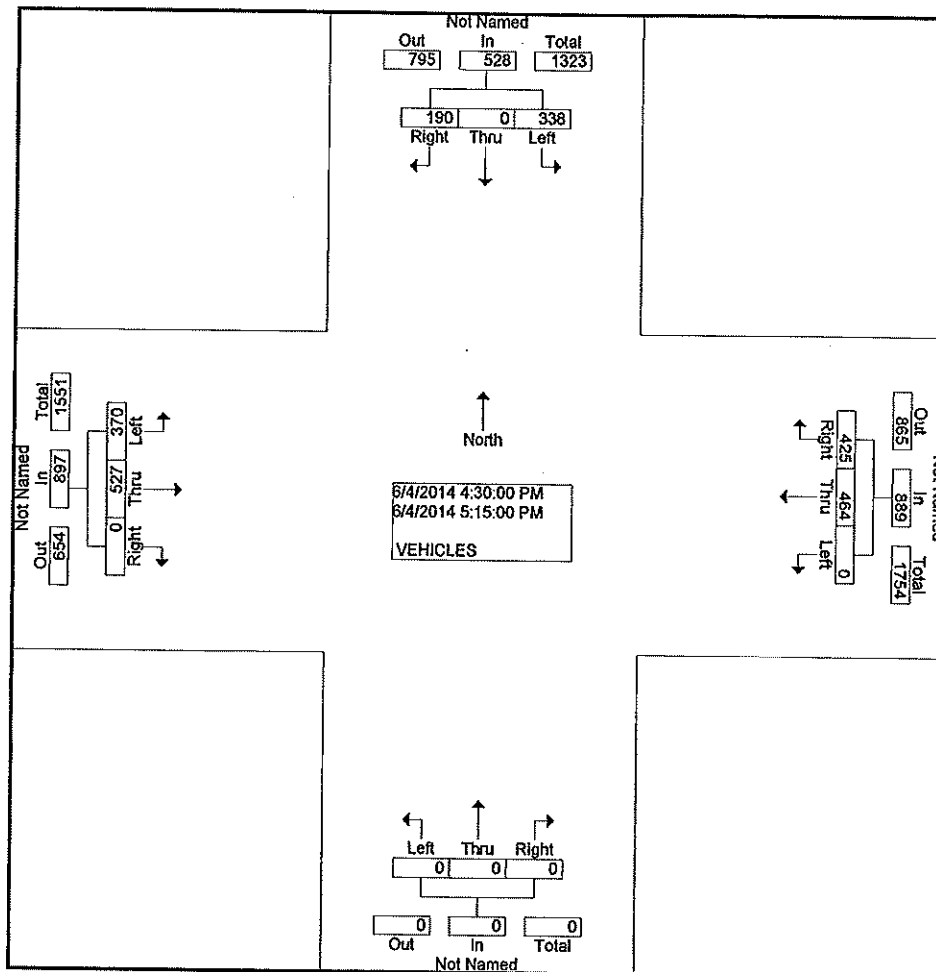 Not Named
Out In Total
795 528 1323
190 0 338
Right Thru Left
Not Named
Total In Out
1551 897 654
370 527 0
Left Thru Right
North
6/4/2014 4:30:00 PM
6/4/2014 5:15:00 PM
VEHICLES
Right Thru Left
425 464 0
Out In Total
865 889 1754
Left Thru Right
0 0 0
0 0 0
Out In Total
Not Named